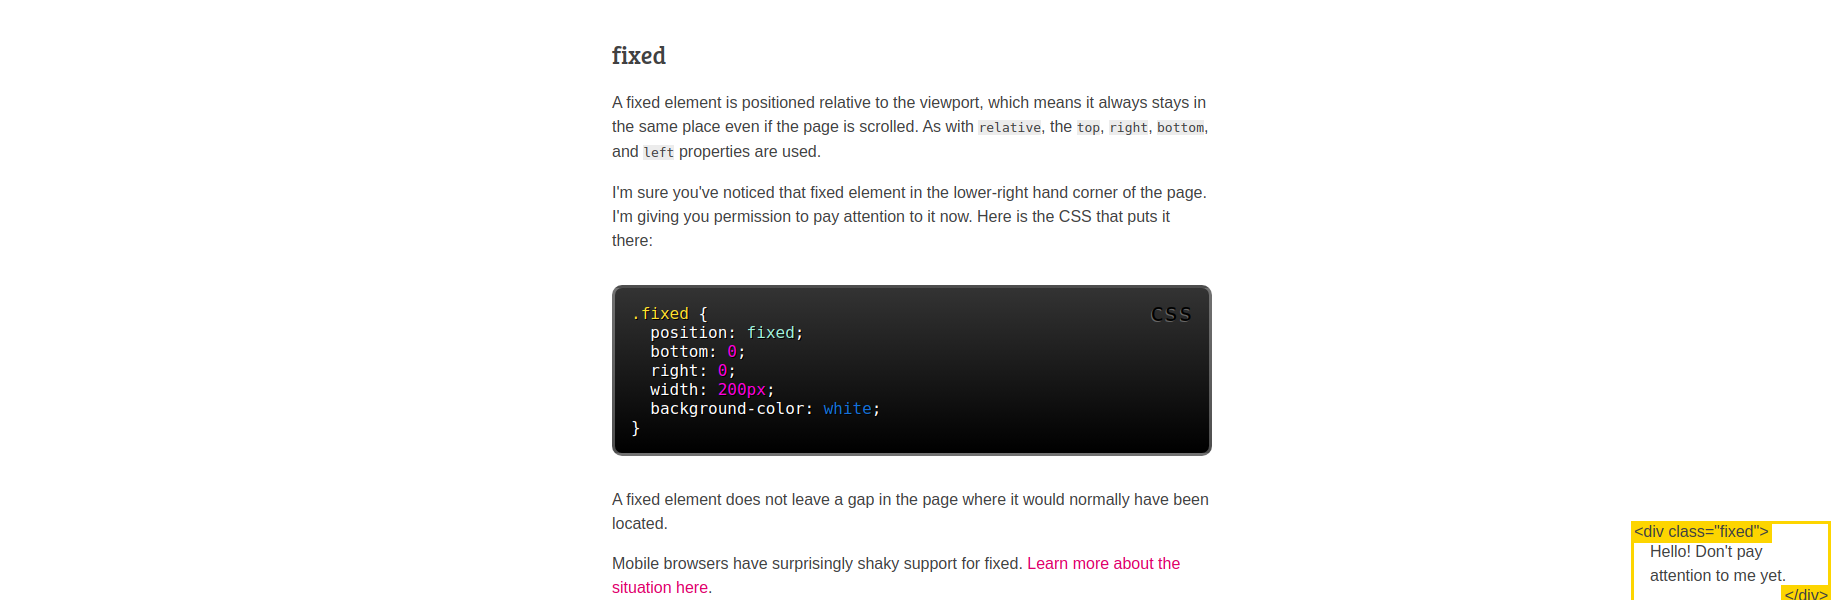 fixed
A fixed element is positioned relative to the viewport, which means it always stays in
the same place even if the page is scrolled. As with relative, the top, right, bottom,
and left properties are used.
I'm sure you've noticed that fixed element in the lower-right hand corner of the page.
I'm giving you permission to pay attention to it now. Here is the CSS that puts it
there:
CSS
.fixed {
  position: fixed;
  bottom: 0;
  right: 0;
  width: 200px;
  background-color: white;
}
A fixed element does not leave a gap in the page where it would normally have been
located.
Mobile browsers have surprisingly shaky support for fixed. Learn more about the
situation here.
<div class="fixed">
Hello! Don't pay
attention to me yet.
</div>